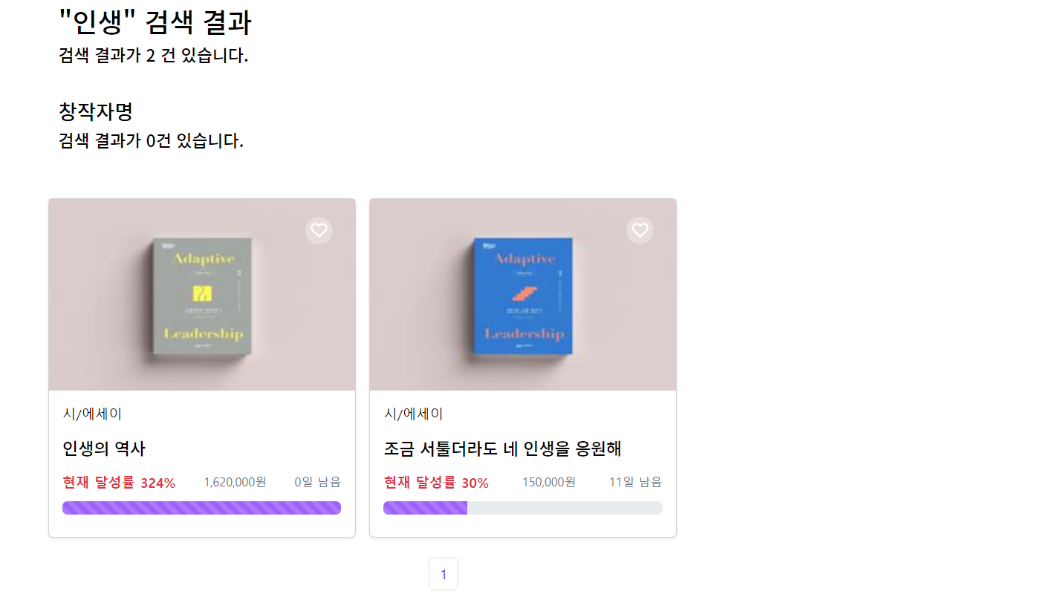 "인생" 검색 결과
검색 결과가 2 건 있습니다.
창작자명
검색 결과가 0건 있습니다.
Adaptive
Leadership
시/에세이
인생의 역사
현재 달성률 324% 1,620,000원 0일 남음
Adaptive
Leadership
시/에세이
조금 서툴더라도 네 인생을 응원해
현재 달성률 30% 150,000원 11일 남음
1